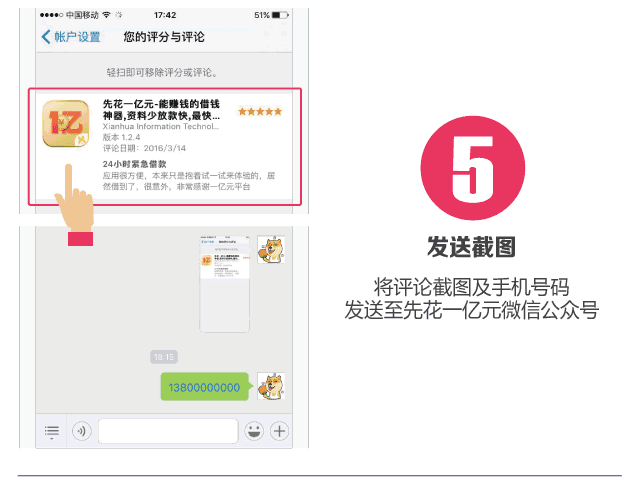 中国移动
17:42
51%
帐户设置
您的评分与评论
轻扫即可移除评分或评论。
1亿
先花一亿元-能赚钱的借钱
神器,资料少放款快,最快…
Xianhua Information Technol...
版本 1.2.4
评论日期：2016/3/14
24小时紧急借款
应用很方便，本来只是抱着试一试来体验的，居
然借到了，很意外，非常感谢一亿元平台
18:15
13800000000
5
发送截图
将评论截图及手机号码
发送至先花一亿元微信公众号